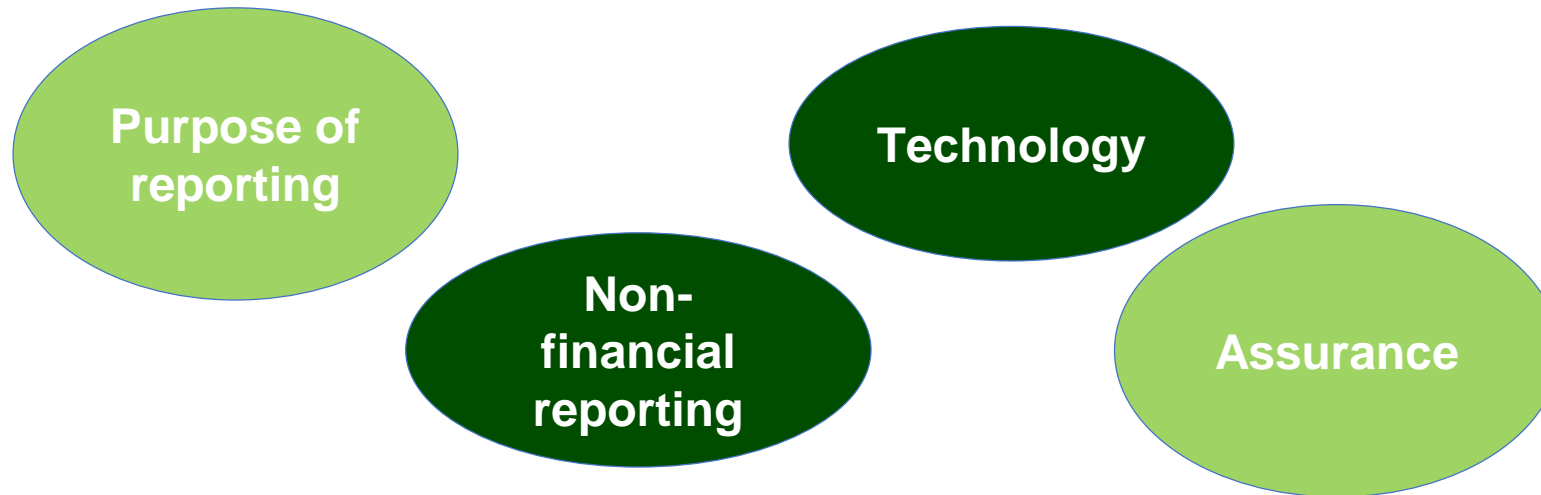 Purpose of
reporting
Technology
Non-
financial
reporting
Assurance